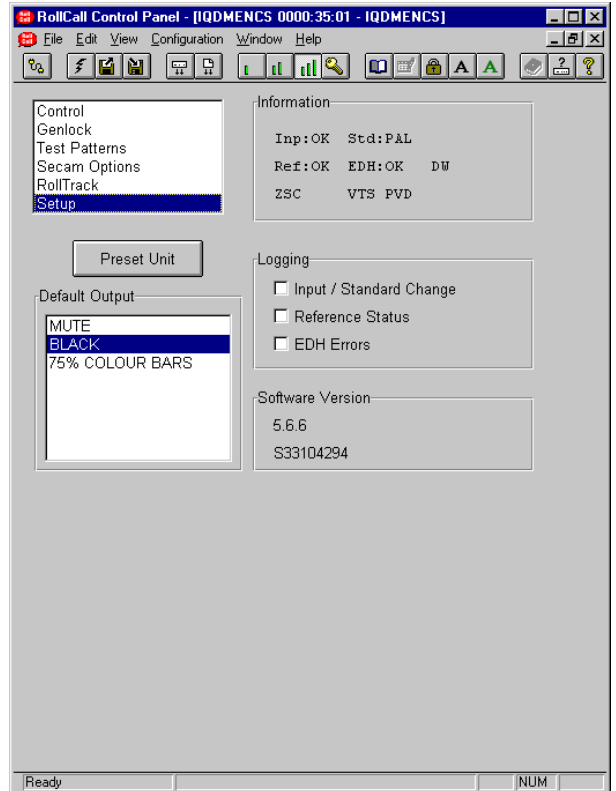 RollCall Control Panel - [IQDMENCS 0000:35:01 - IQDMENCS]
File Edit View Configuration Window Help
A A
Control
Genlock
Test Patterns
Secam Options
RollTrack
Setup
Information
Inp:OK Std:PAL
Ref:OK EDH:OK DW
ZSC VTS PVD
Preset Unit
Default Output
MUTE
BLACK
75% COLOUR BARS
Logging
Input / Standard Change
Reference Status
EDH Errors
Software Version
5.6.6
S33104294
Ready NUM